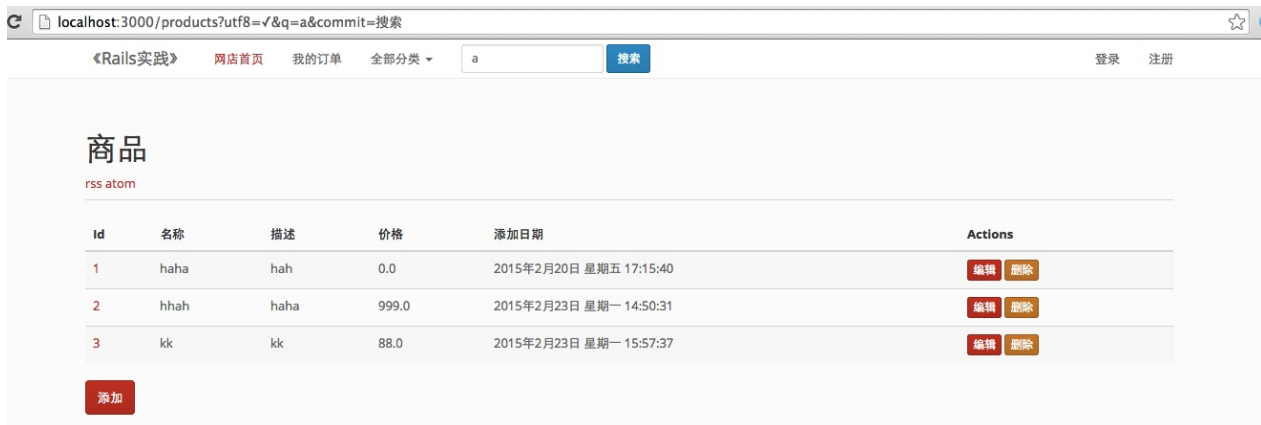 localhost:3000/products?utf8=✓&q=a&commit=搜索
《Rails实践》 网店首页 我的订单 全部分类 a 搜索 登录 注册
商品
rss atom
Id 名称 描述 价格 添加日期 Actions
1 haha hah 0.0 2015年2月20日 星期五 17:15:40 编辑 删除
2 hhah haha 999.0 2015年2月23日 星期一 14:50:31 编辑 删除
3 kk kk 88.0 2015年2月23日 星期一 15:57:37 编辑 删除
添加